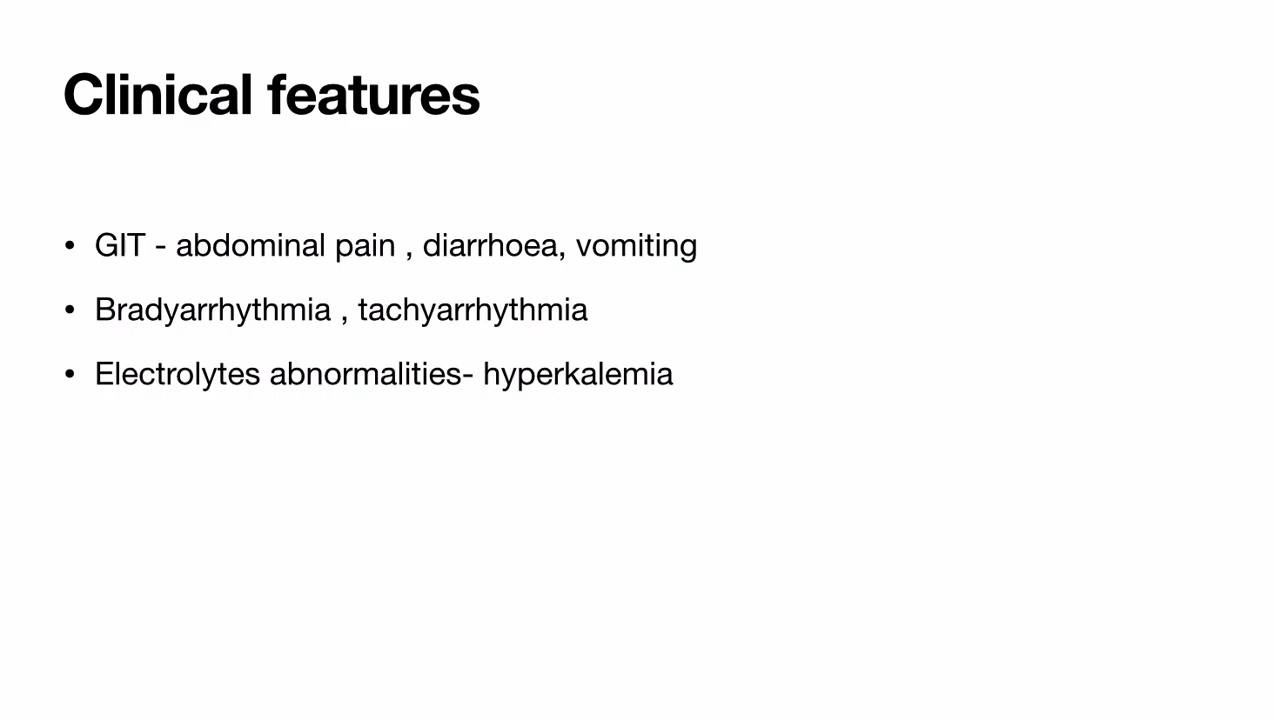 Clinical features
• GIT - abdominal pain , diarrhoea, vomiting
• Bradyarrhythmia , tachyarrhythmia
• Electrolytes abnormalities- hyperkalemia